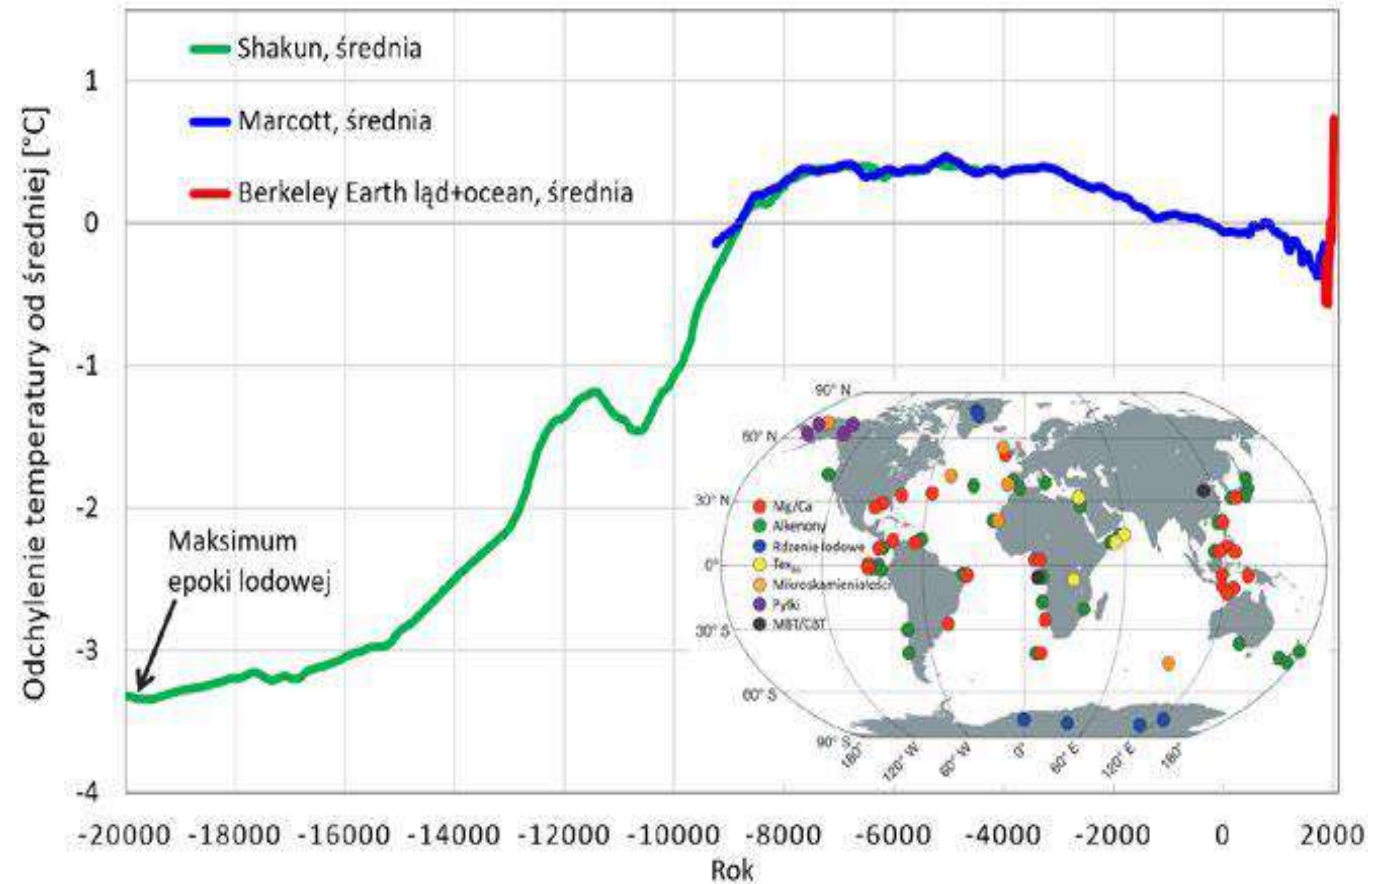 Shakun, średnia
Marcott, średnia
Berkeley Earth ląd+ocean, średnia
Odchylenie temperatury od średniej [°C]
1
0
-1
-2
-3
-4
Maksimum
epoki lodowej
90° N
60° N
30° N
0°
30° S
60° S
90° S
Mg/Ca
Alkenony
Rdzenie lodowe
Tex₈₆
Mikroskamieniałości
Pyłki
MBT/CBT
180° 120° W 60° W 0° 60° E 120° E 180°
-20000 -18000 -16000 -14000 -12000 -10000 -8000 -6000 -4000 -2000 0 2000
Rok